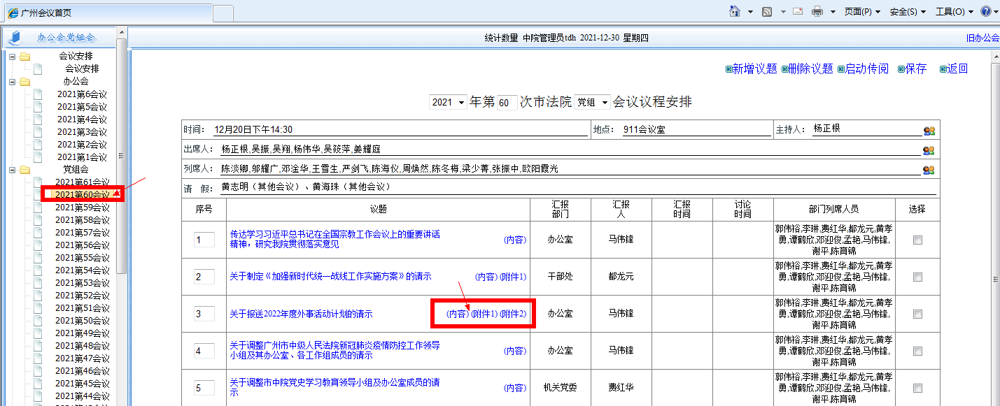 广州会议首页
页面(P) 安全(S) 工具(O)
办公会党组会
统计数量 中院管理员tdh 2021-12-30 星期四
旧办公会
会议安排
会议安排
办公会
2021第6会议
2021第5会议
2021第4会议
2021第3会议
2021第2会议
2021第1会议
党组会
2021第61会议
2021第60会议
2021第59会议
2021第58会议
2021第57会议
2021第56会议
2021第55会议
2021第54会议
2021第53会议
2021第52会议
2021第51会议
2021第50会议
2021第49会议
2021第48会议
2021第47会议
2021第46会议
2021第45会议
2021第44会议
新增议题 删除议题 启动传阅 保存 返回
2021 年第 60 次市法院 党组 会议议程安排
时间： 12月20日下午14:30 地点： 911会议室 主持人： 杨正根
出席人： 杨正根,吴振,吴翔,杨伟华,吴筱萍,姜耀庭
列席人： 陈淡卿,邬耀广,邓淦华,王雪生,严剑飞,陈海仪,周焕然,陈冬梅,梁少菁,张振中,欧阳霞光
请 假： 黄志明（其他会议）、黄海珠（其他会议）
序号 议题 汇报部门 汇报人 汇报时间 讨论时间 部门列席人员 选择
1 传达学习习近平总书记在全国宗教工作会议上的重要讲话
精神，研究我院贯彻落实意见 (内容) 办公室 马伟锋
郭伟裕,李琳,费红华,都龙元,黄孝
勇,谭鹤欣,邓迎俊,孟艳,马伟锋,
谢平,陈育锦
2 关于制定《加强新时代统一战线工作实施方案》的请示 (内容) (附件1) 干部处 都龙元
郭伟裕,李琳,费红华,都龙元,黄孝
勇,谭鹤欣,邓迎俊,孟艳,马伟锋,
谢平,陈育锦
3 关于报送2022年度外事活动计划的请示 (内容) (附件1) (附件2) 办公室 马伟锋
郭伟裕,李琳,费红华,都龙元,黄孝
勇,谭鹤欣,邓迎俊,孟艳,马伟锋,
谢平,陈育锦
4 关于调整广州市中级人民法院新冠肺炎疫情防控工作领导
小组及其办公室、各工作组成员的请示 (内容) 办公室 马伟锋
郭伟裕,李琳,费红华,都龙元,黄孝
勇,谭鹤欣,邓迎俊,孟艳,马伟锋,
谢平,陈育锦
5 关于调整市中院党史学习教育领导小组及办公室成员的请
示 (内容) 机关党委 费红华
郭伟裕,李琳,费红华,都龙元,黄孝
勇,谭鹤欣,邓迎俊,孟艳,马伟锋,
谢平,陈育锦